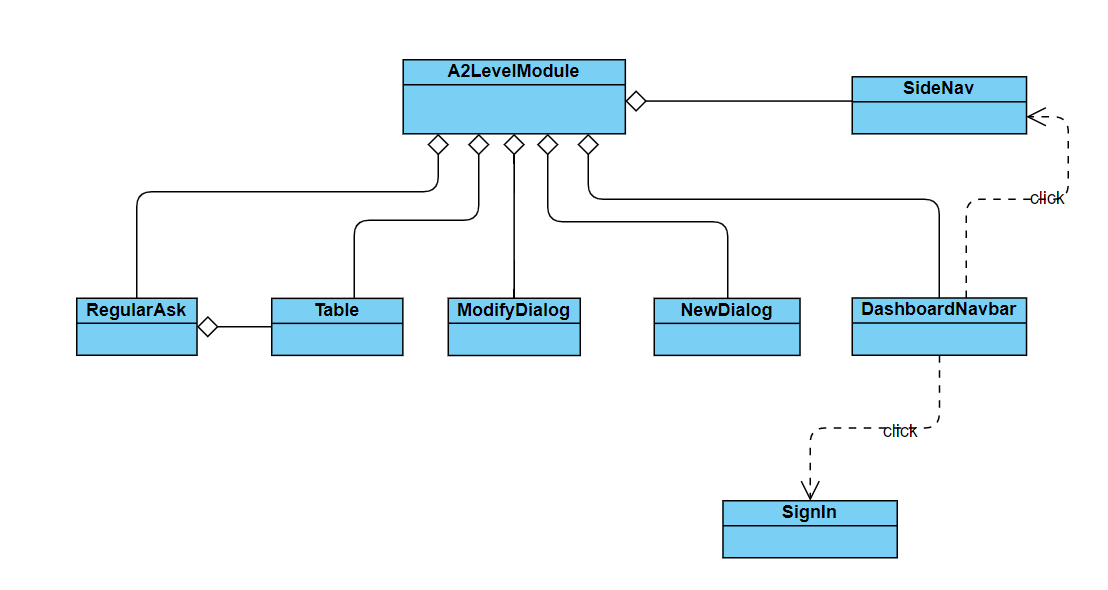 A2LevelModule
SideNav
click
RegularAsk
Table
ModifyDialog
NewDialog
DashboardNavbar
click
SignIn